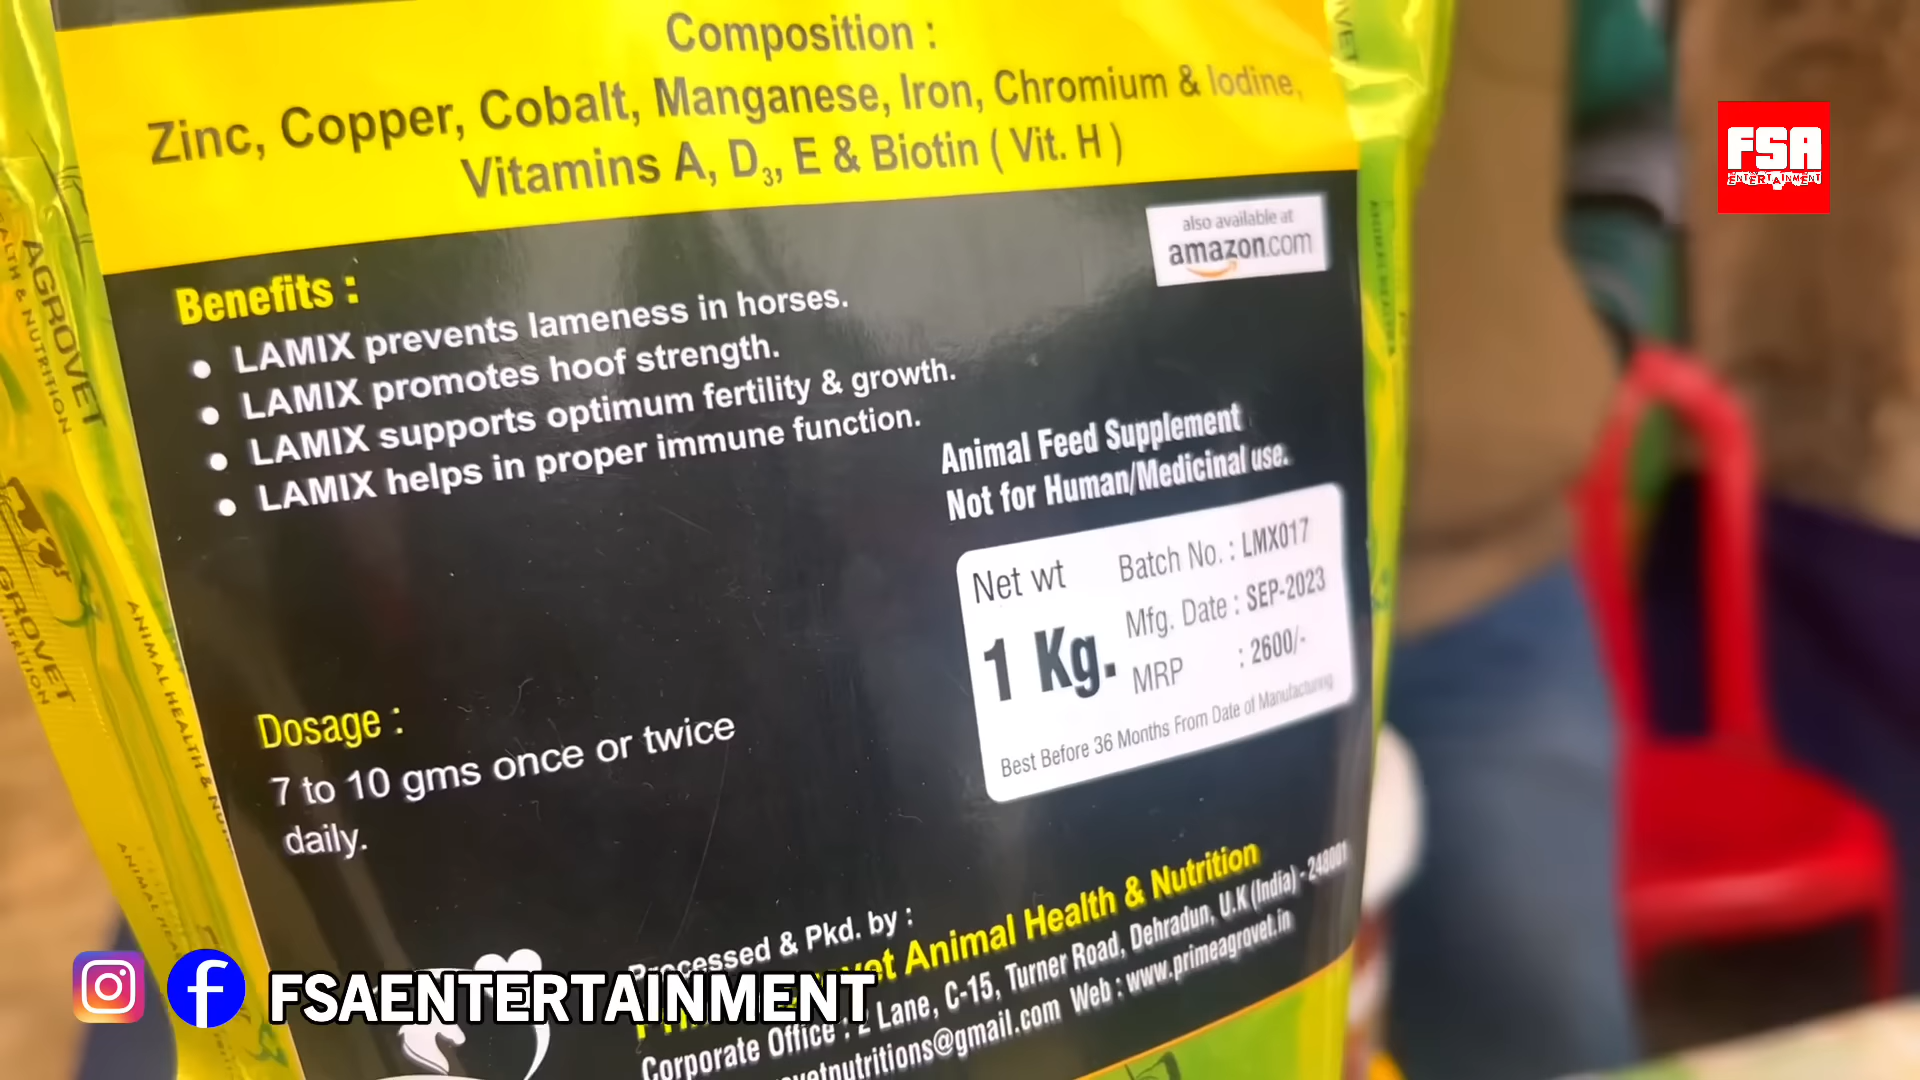 Composition :
Zinc, Copper, Cobalt, Manganese, Iron, Chromium & Iodine,
Vitamins A, D3, E & Biotin ( Vit. H )
also available at
amazon.com
Benefits :
• LAMIX prevents lameness in horses.
• LAMIX promotes hoof strength.
• LAMIX supports optimum fertility & growth.
• LAMIX helps in proper immune function.
Animal Feed Supplement
Not for Human/Medicinal use.
Net wt
1 Kg.
Batch No. : LMX017
Mfg. Date : SEP-2023
MRP : 2600/-
Best Before 36 Months From Date of Manufacturing
Dosage :
7 to 10 gms once or twice
daily.
Processed & Pkd. by :
Animal Health & Nutrition
Corporate Office : 2 Lane, C-15, Turner Road, Dehradun, U.K (India) - 248001
vetnutritions@gmail.com Web : www.primeagrovet.in
AGROVET
HEALTH & NUTRITION
AGROVET
NUTRITION
ANIMAL HEALTH & NUT
FSA
ENTERTAINMENT
FSAENTERTAINMENT